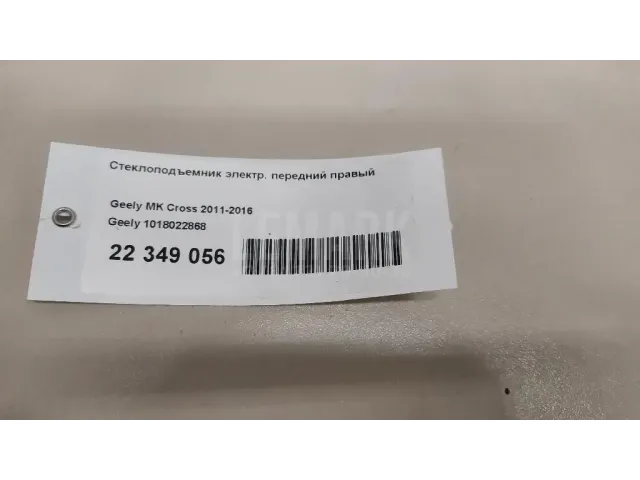 Стеклоподъемник электр. передний правый
Geely MK Cross 2011-2016
Geely 1018022868
22 349 056